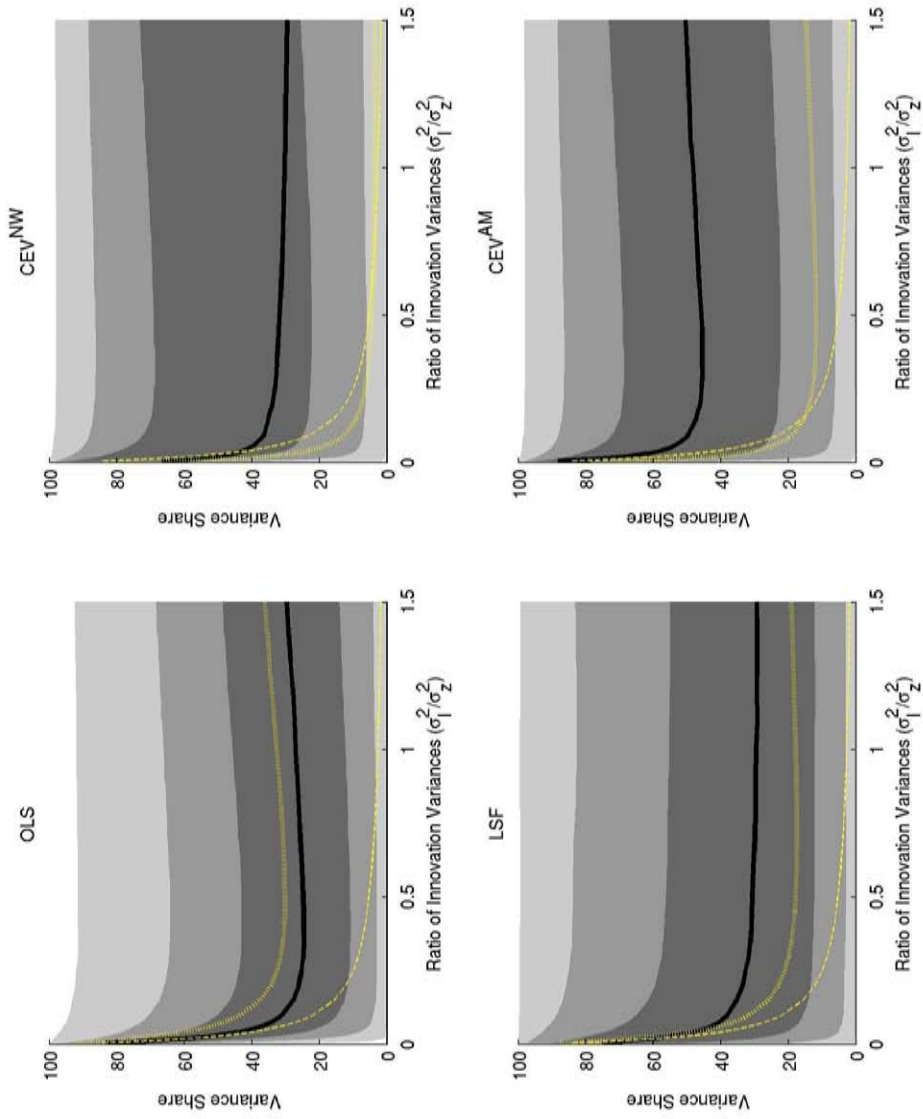 OLS
100
80
60
40
20
0
Variance Share
0 0.5 1 1.5
Ratio of Innovation Variances (σ_I^2/σ_z^2)
CEV^NW
100
80
60
40
20
0
Variance Share
0 0.5 1 1.5
Ratio of Innovation Variances (σ_I^2/σ_z^2)
LSF
100
80
60
40
20
0
Variance Share
0 0.5 1 1.5
Ratio of Innovation Variances (σ_I^2/σ_z^2)
CEV^AM
100
80
60
40
20
0
Variance Share
0 0.5 1 1.5
Ratio of Innovation Variances (σ_I^2/σ_z^2)